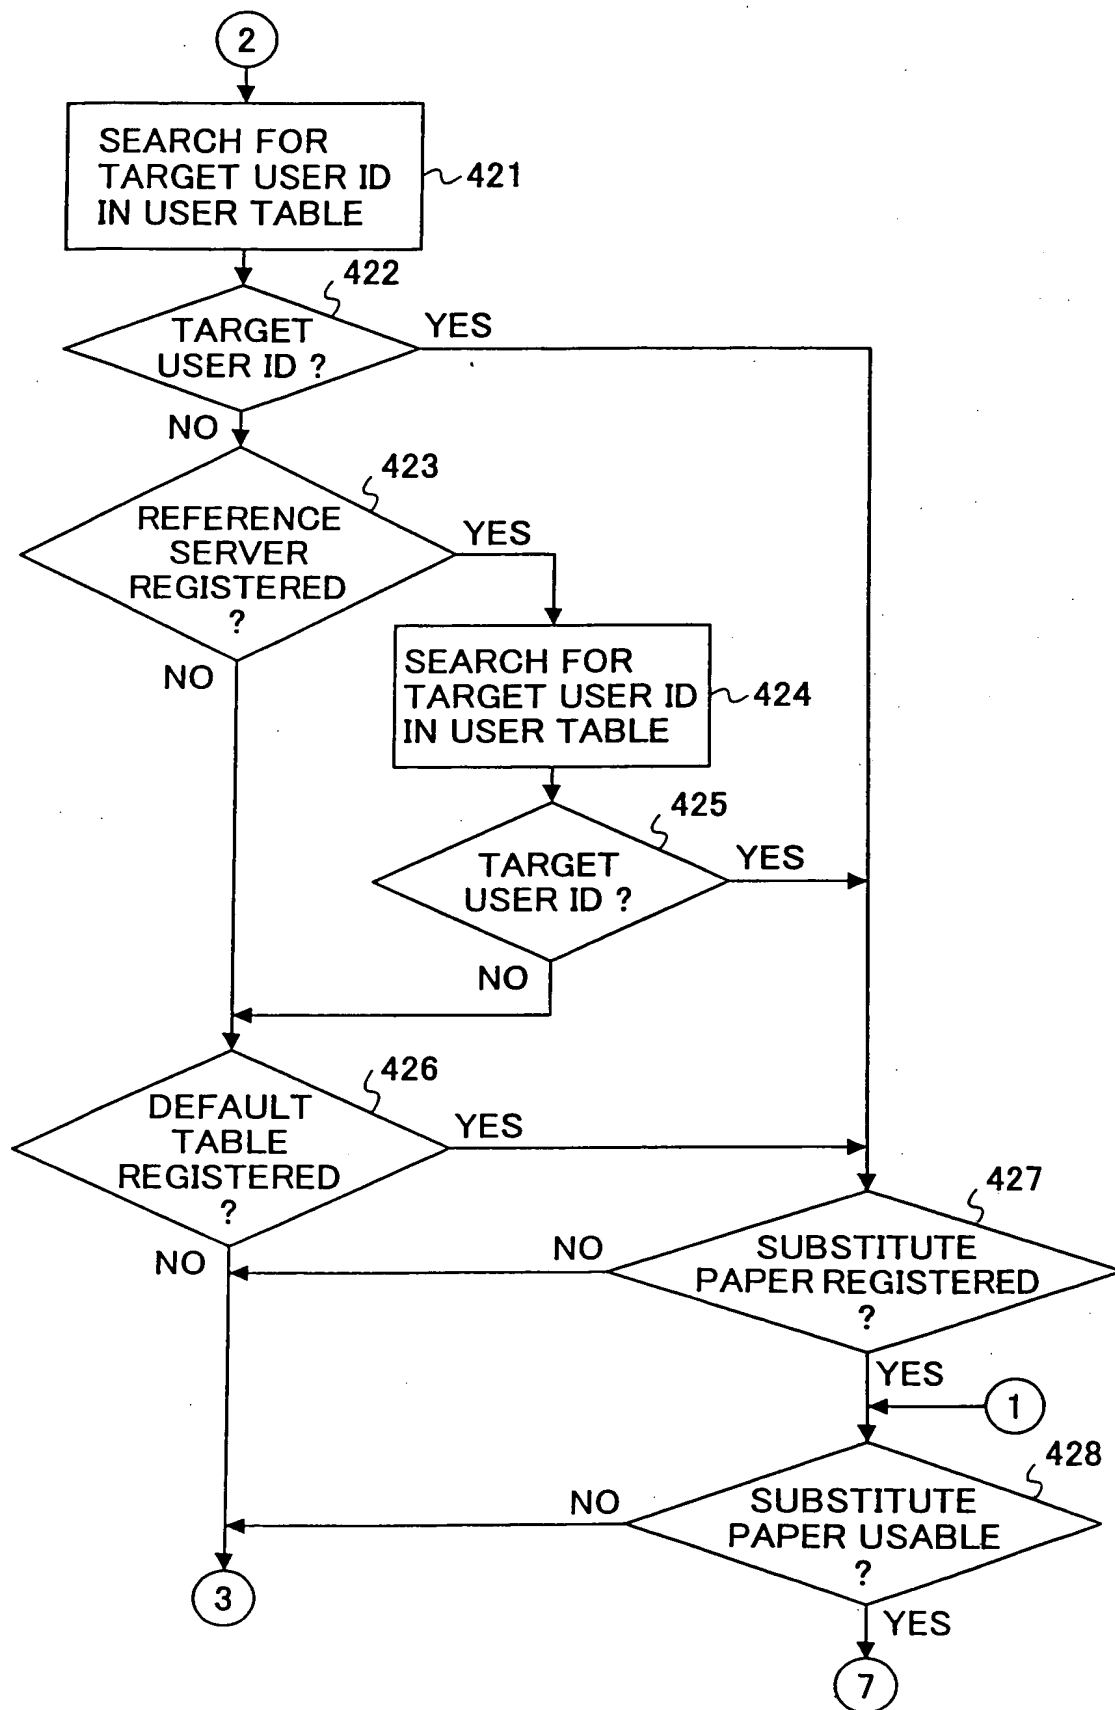 2
SEARCH FOR
TARGET USER ID
IN USER TABLE
421
422
TARGET
USER ID ?
YES
NO
423
REFERENCE
SERVER
REGISTERED
?
YES
NO
SEARCH FOR
TARGET USER ID
IN USER TABLE
424
425
TARGET
USER ID ?
YES
NO
426
DEFAULT
TABLE
REGISTERED
?
YES
NO
427
SUBSTITUTE
PAPER REGISTERED
?
NO
YES
1
428
SUBSTITUTE
PAPER USABLE
?
NO
YES
3
7